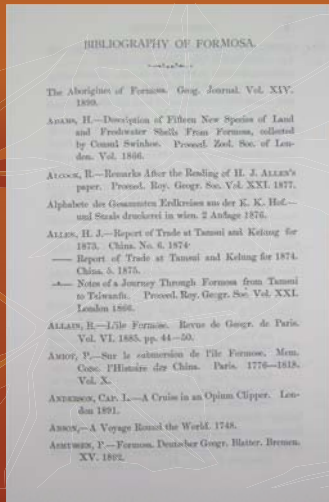 BIBLIOGRAPHY OF FORMOSA.
The Aborigines of Formosa. Geog. Journal. Vol. XIV.
1899.
ADAMS, H.—Description of Fifteen New Species of Land
and Freshwater Shells From Formosa, collected
by Consul Swinhoe. Proceed. Zool. Soc. of Lon-
don. Vol. 1866.
ALCOCK, R.—Remarks After the Reading of H. J. ALLEN's
paper. Proceed. Roy. Geogr. Soc. Vol. XXI. 1877.
Alphabete des Gesammten Erdkreises aus der K. K. Hof.—
und Staals druckerei in wien. 2 Auflage 1876.
ALLEN, H. J.—Report of Trade at Tamsui and Kelung for
1873. China. No. 6. 1874.
—— Report of Trade at Tamsui and Kelung for 1874.
China. 5. 1875.
—— Notes of a Journey Through Formosa from Tamsui
to Taiwanfu. Proceed. Roy. Geogr. Soc. Vol. XXI.
London
ALLAIN, R.—L'île Formose. Revue de Geogr. de Paris.
Vol. VI. 1885. pp. 44—50.
AMIOT, P.—Sur la submersion de l'île Formose. Mem.
Conc. l'Histoire der China. Paris. 1776—1818.
Vol. X.
ANDERSON, CAP. L.—A Cruise in an Opium Clipper. Lon-
don 1891.
ANSON,—A Voyage Round the World. 1748.
ASMUSSEN, P.—Formosa. Deutscher Geogr. Blatter. Bremen.
XV. 1892.